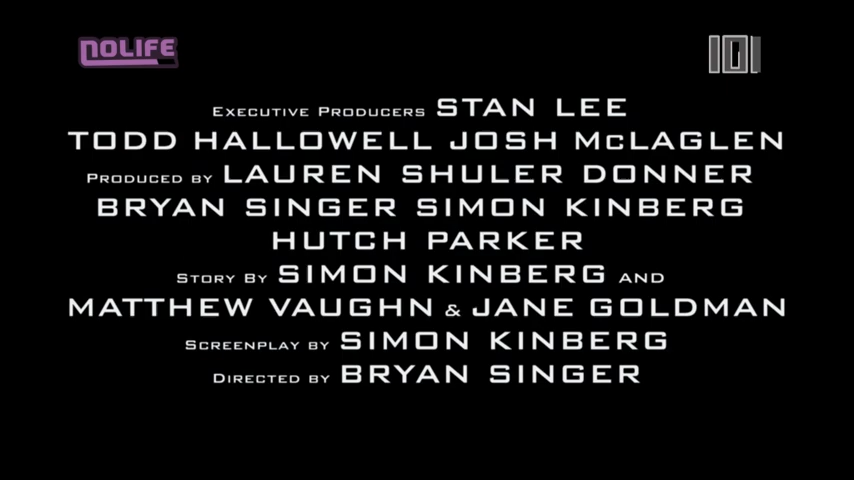 NOLIFE
101
EXECUTIVE PRODUCERS STAN LEE
TODD HALLOWELL JOSH McLAGLEN
PRODUCED BY LAUREN SHULER DONNER
BRYAN SINGER SIMON KINBERG
HUTCH PARKER
STORY BY SIMON KINBERG AND
MATTHEW VAUGHN & JANE GOLDMAN
SCREENPLAY BY SIMON KINBERG
DIRECTED BY BRYAN SINGER